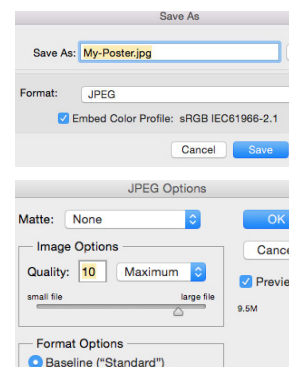 Save As
Save As: My-Poster.jpg
Format: JPEG
Embed Color Profile: sRGB IEC61966-2.1
Cancel Save
JPEG Options
Matte: None OK
Image Options
Quality: 10 Maximum
Previe
small file large file
9.5M
Format Options
Baseline ("Standard")